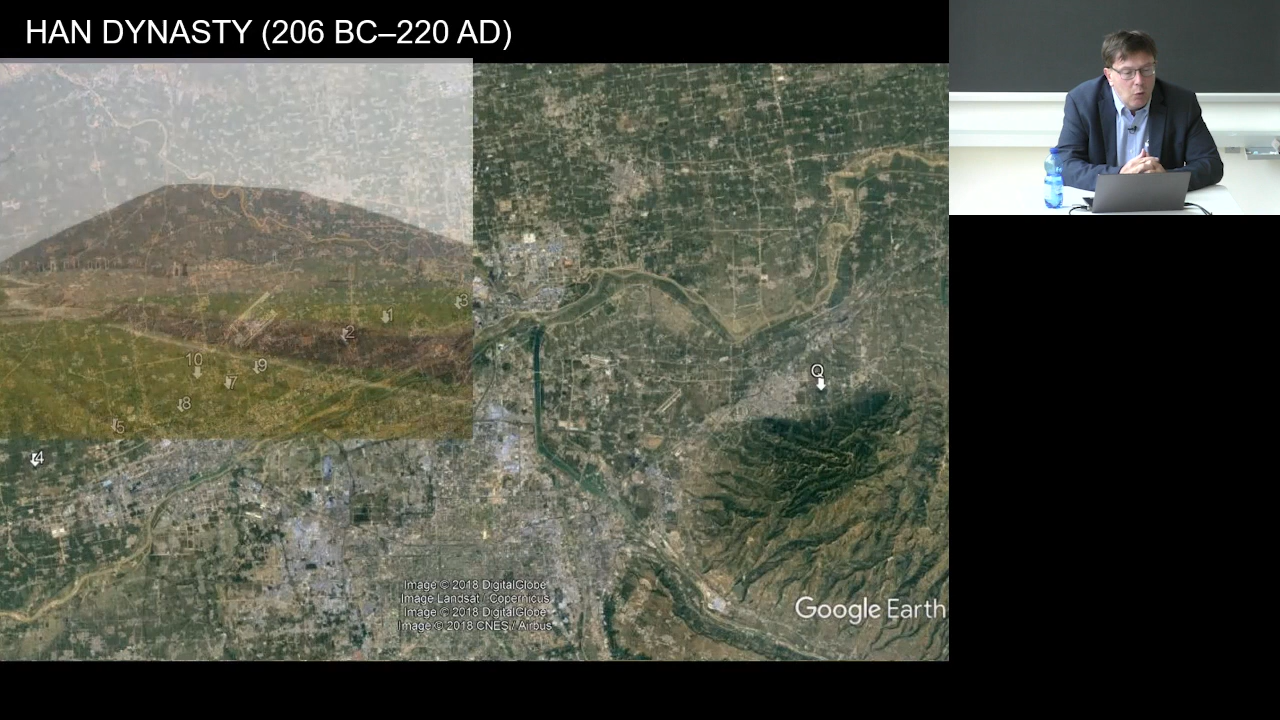 HAN DYNASTY (206 BC–220 AD)
3
1
2
10
9
7
8
5
4
Q
Image © 2018 DigitalGlobe
Image Landsat / Copernicus
Image © 2018 DigitalGlobe
Image © 2018 CNES / Airbus
Google Earth